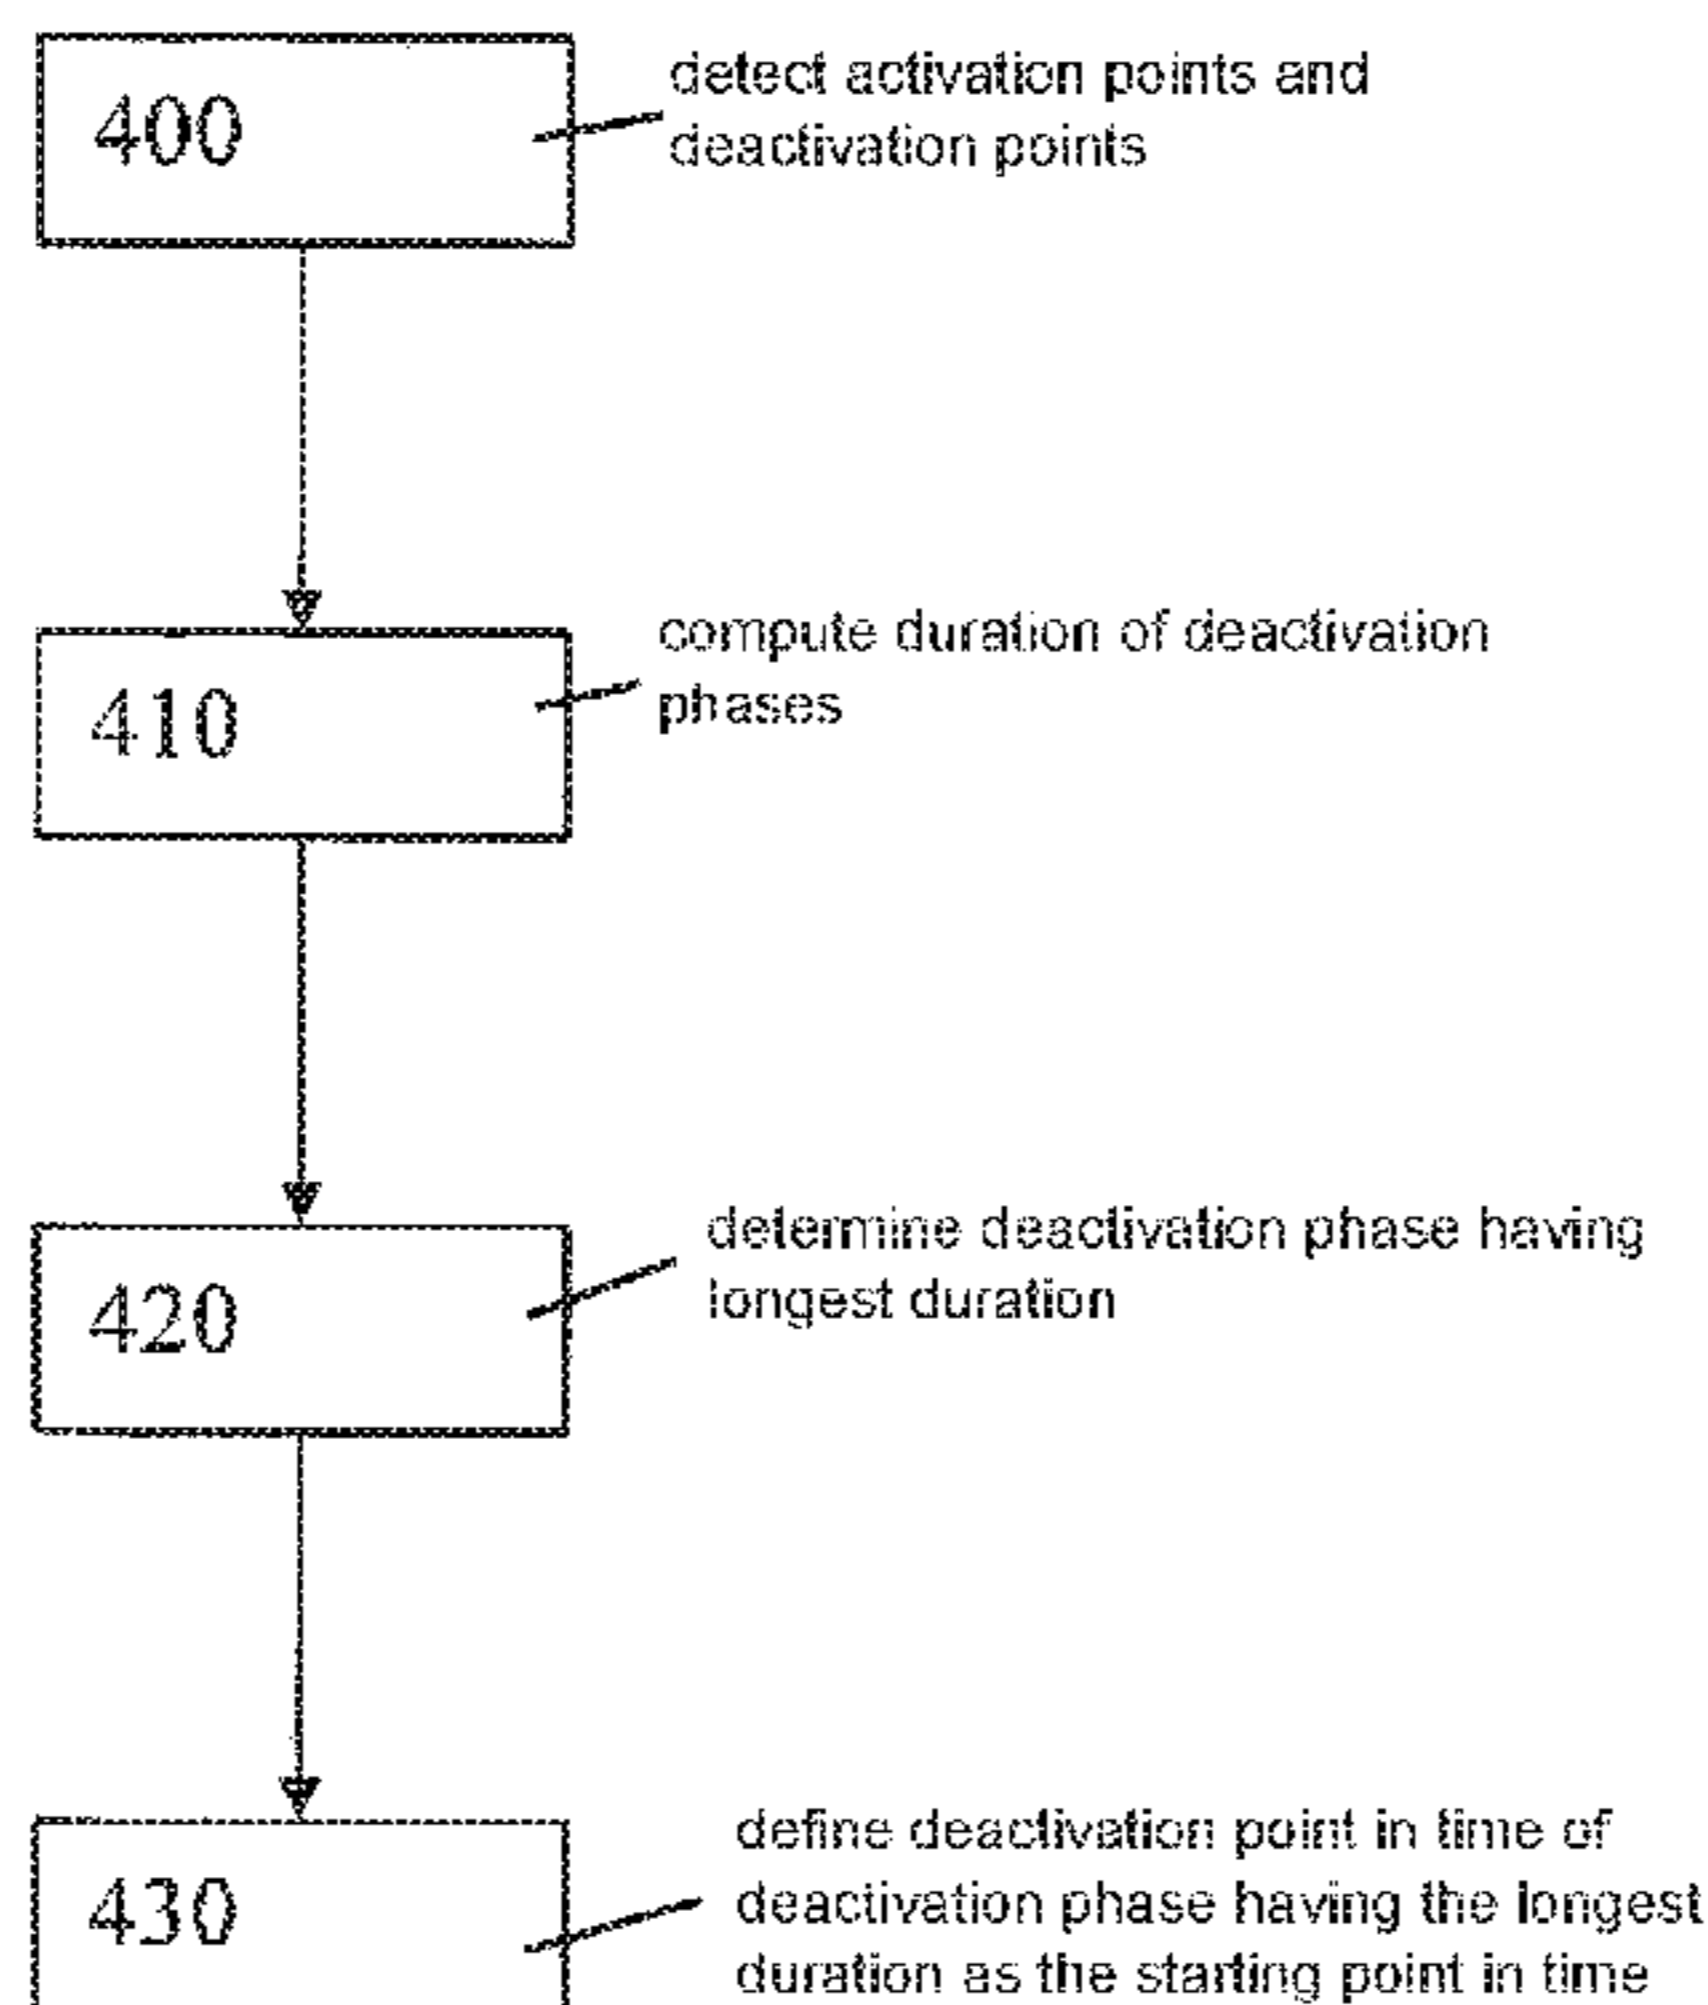 400
detect activation points and
deactivation points
410
compute duration of deactivation
phases
420
determine deactivation phase having
longest duration
430
define deactivation point in time of
deactivation phase having the longest
duration as the starting point in time